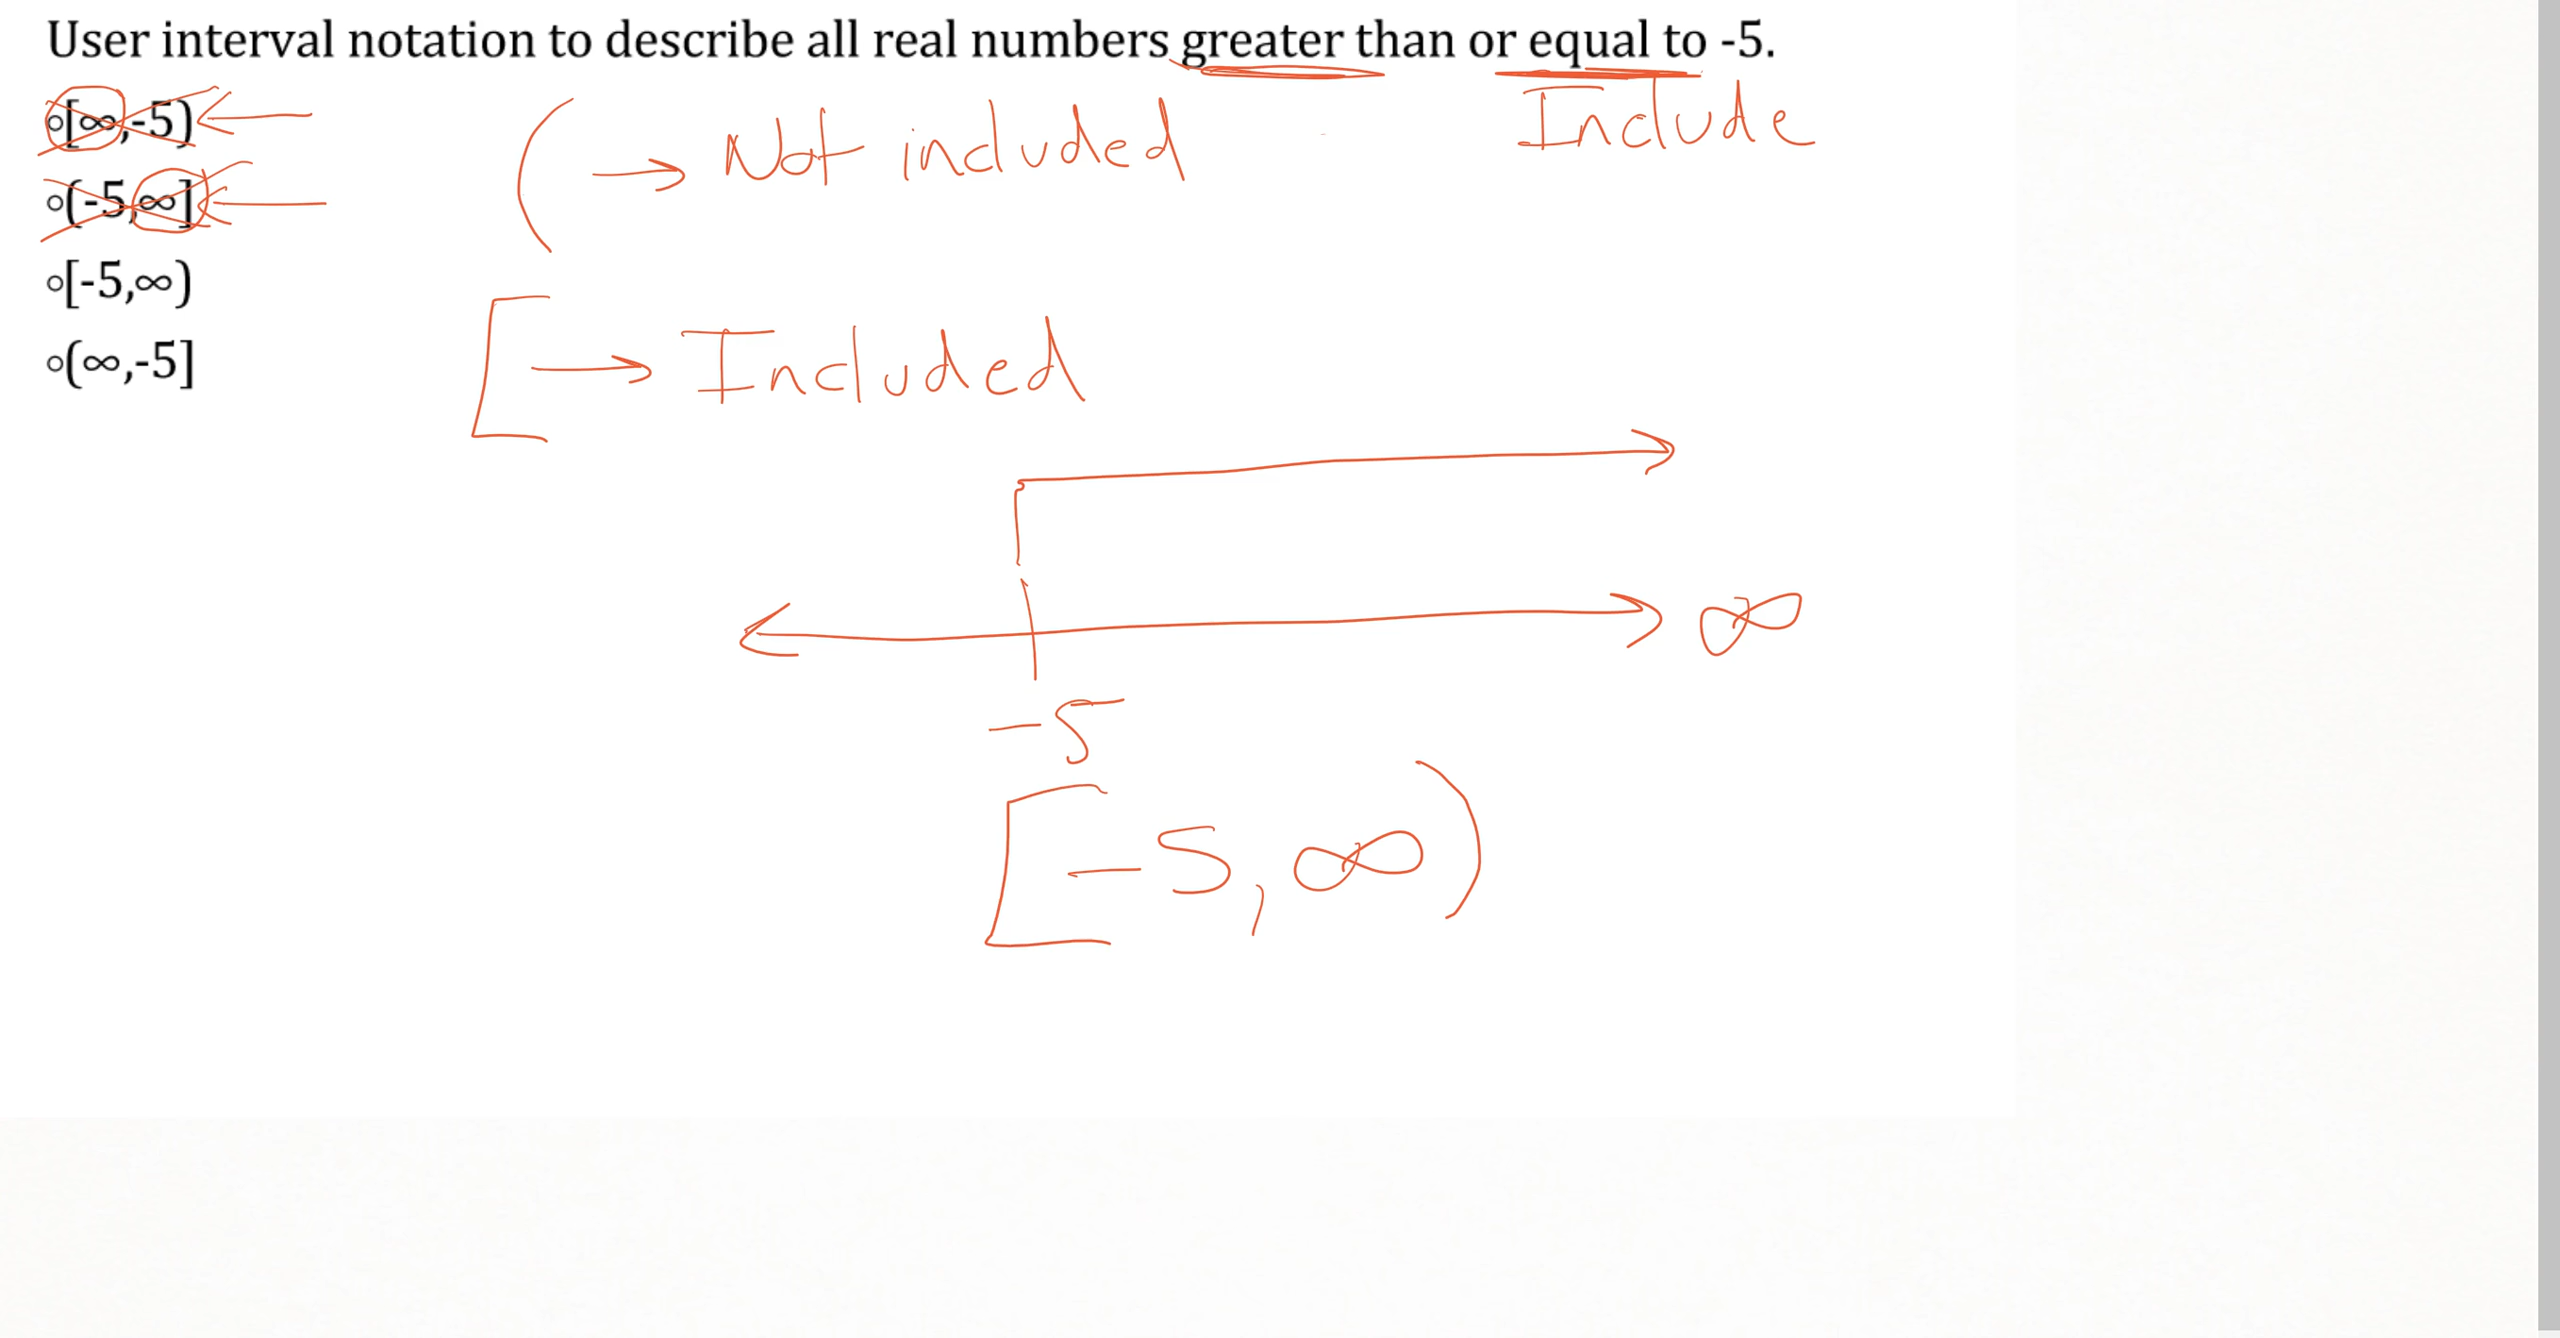 User interval notation to describe all real numbers greater than or equal to -5.
∘[∞,-5)
∘(-5,∞]
∘[-5,∞)
∘(∞,-5]
Include
( → Not included
[ → Included
∞
-5
[-5, ∞)